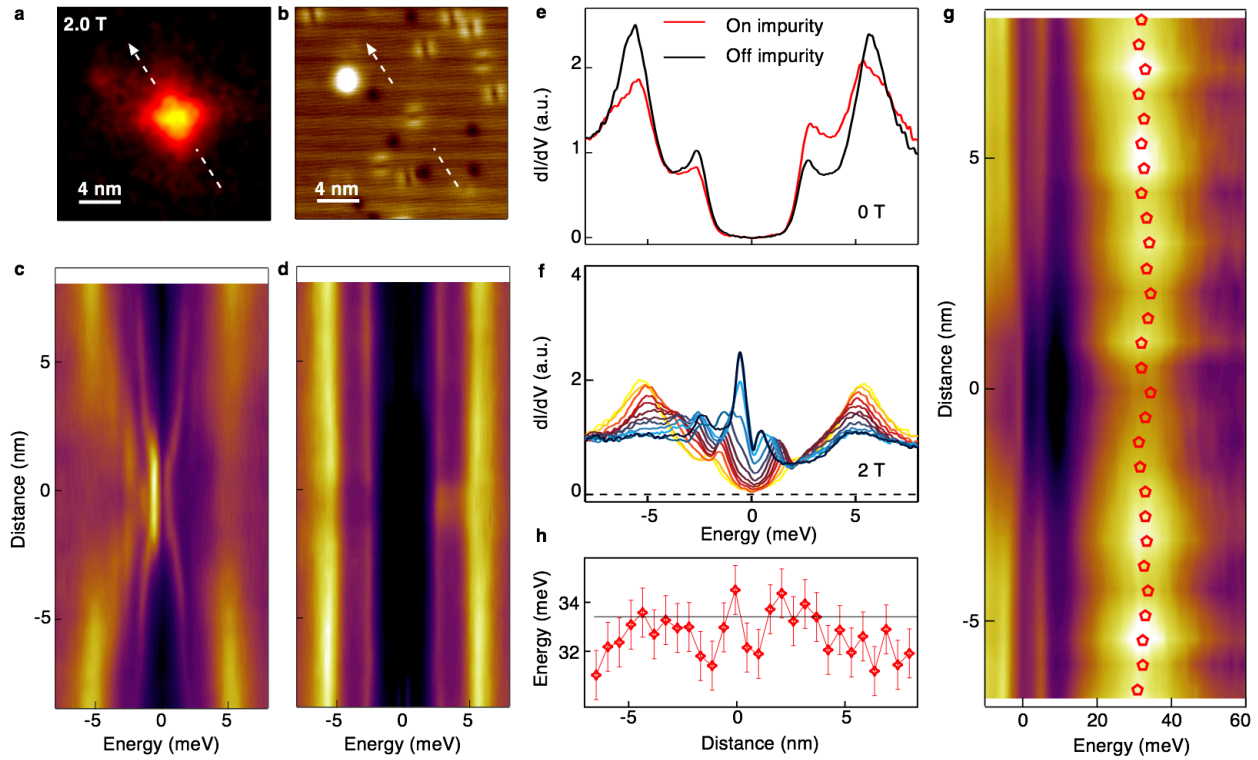 a
2.0 T
4 nm
b
4 nm
c
5
0
-5
Distance (nm)
-5
0
5
Energy (meV)
d
-5
0
5
Energy (meV)
e
On impurity
Off impurity
2
1
0
dI/dV (a.u.)
0 T
-5
0
5
f
4
2
0
dI/dV (a.u.)
2 T
-5
0
5
Energy (meV)
h
34
32
Energy (meV)
-5
0
5
Distance (nm)
g
5
0
-5
Distance (nm)
0
20
40
60
Energy (meV)